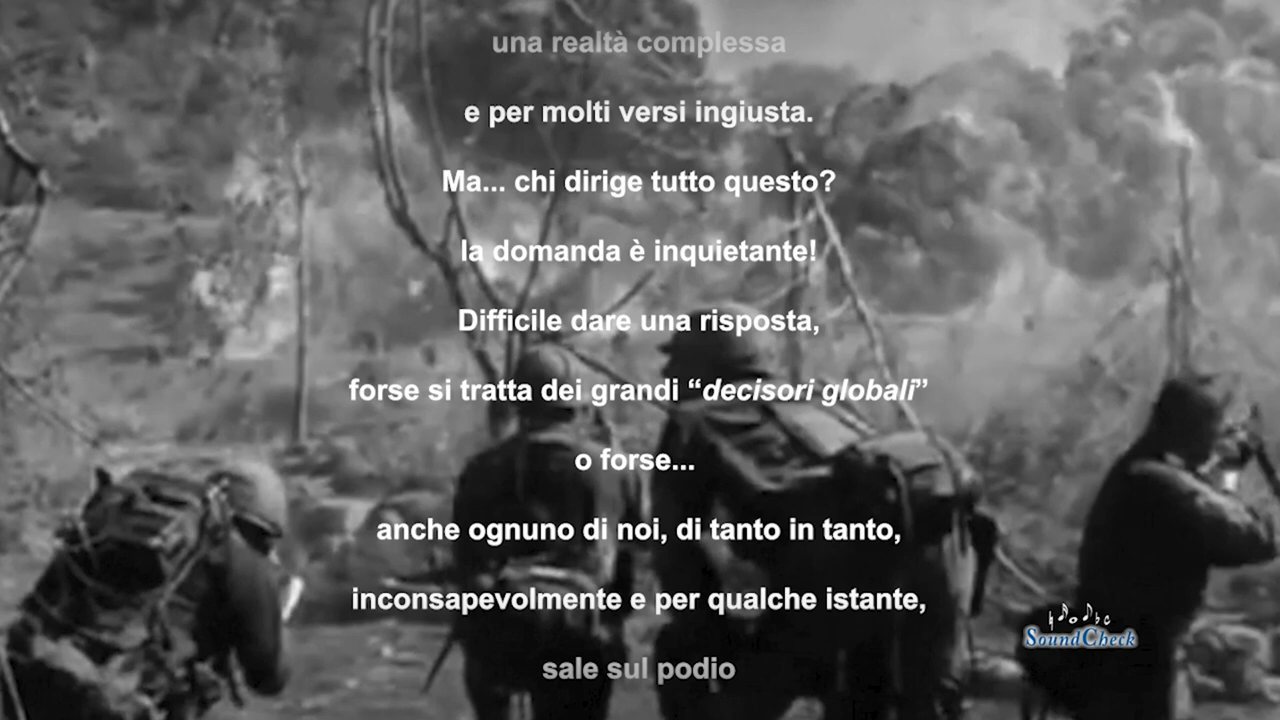 una realtà complessa
e per molti versi ingiusta.
Ma... chi dirige tutto questo?
la domanda è inquietante!
Difficile dare una risposta,
forse si tratta dei grandi “decisori globali”
o forse...
anche ognuno di noi, di tanto in tanto,
inconsapevolmente e per qualche istante,
sale sul podio
SoundCheck